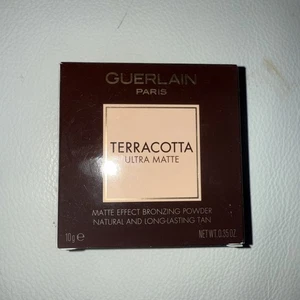 GUERLAIN
PARIS
TERRACOTTA
ULTRA MATTE
MATTE EFFECT BRONZING POWDER
NATURAL AND LONG-LASTING TAN
10g ℮ NET WT. 0.35 OZ.